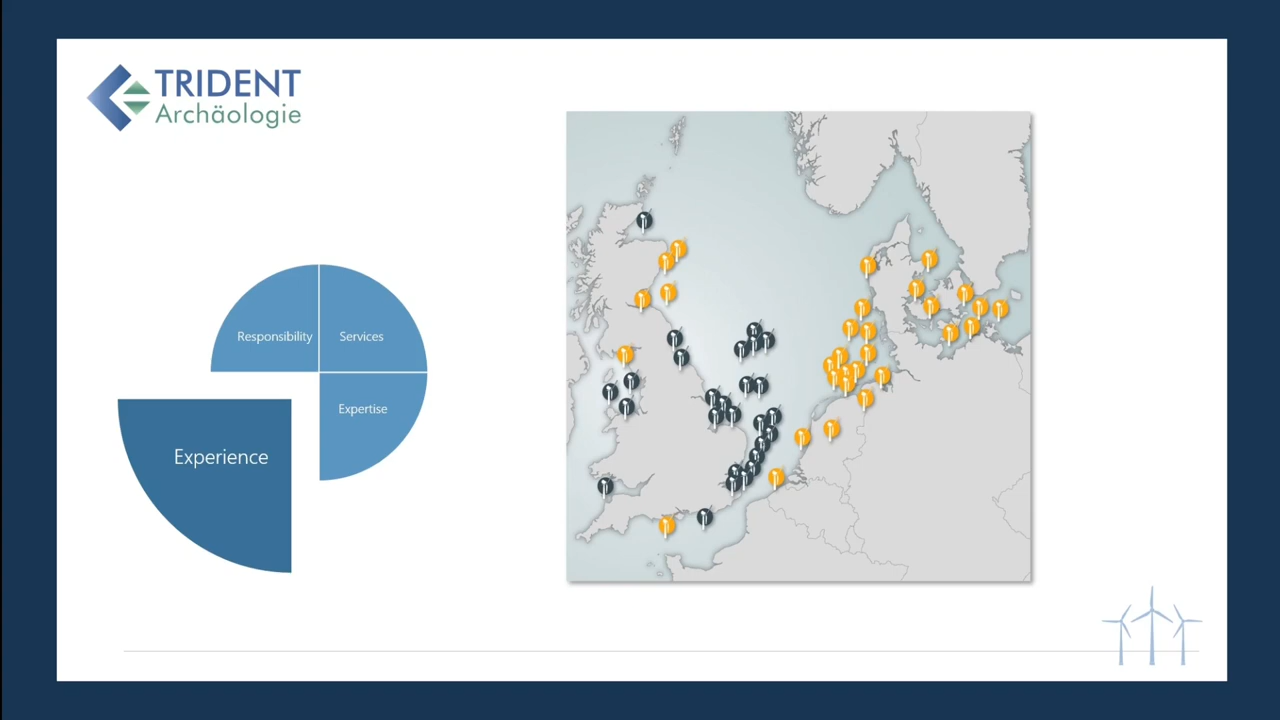 TRIDENT
Archäologie
Responsibility
Services
Expertise
Experience